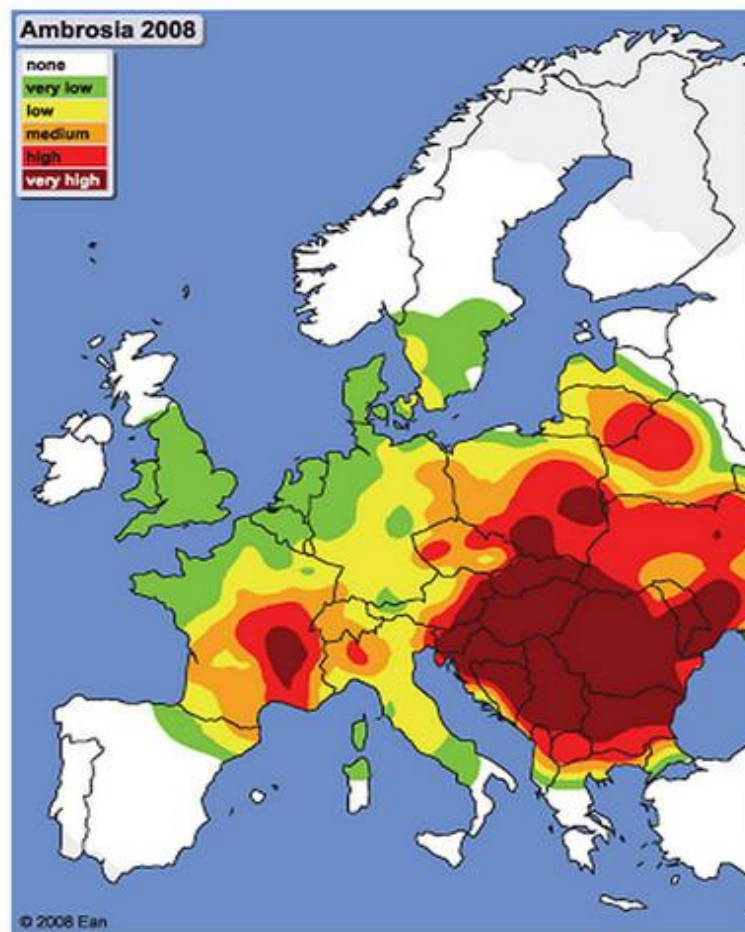 Ambrosia 2008
none
very low
low
medium
high
very high
© 2008 Ean